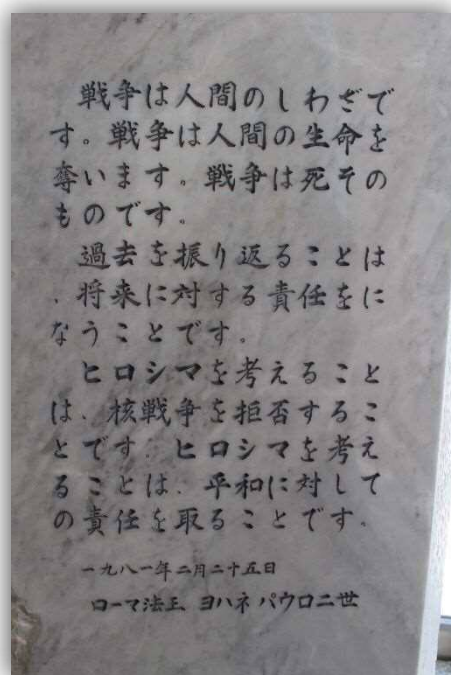 戦争は人間のしわざで
す。戦争は人間の生命を
奪います。戦争は死その
ものです。
過去を振り返ることは
、将来に対する責任をに
なうことです。
ヒロシマを考えること
は、核戦争を拒否するこ
とです。ヒロシマを考え
ることは、平和に対して
の責任を取ることです。
一九八一年二月二十五日
ローマ法王 ヨハネ パウロ二世